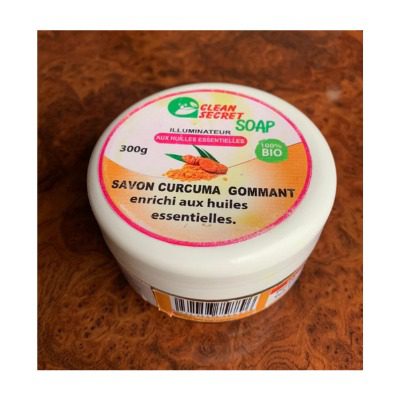 CLEAN
SECRET
SOAP
ILLUMINATEUR
AUX HUILES ESSENTIELLES
300g
100%
BIO
SAVON CURCUMA GOMMANT
enrichi aux huiles
essentielles.